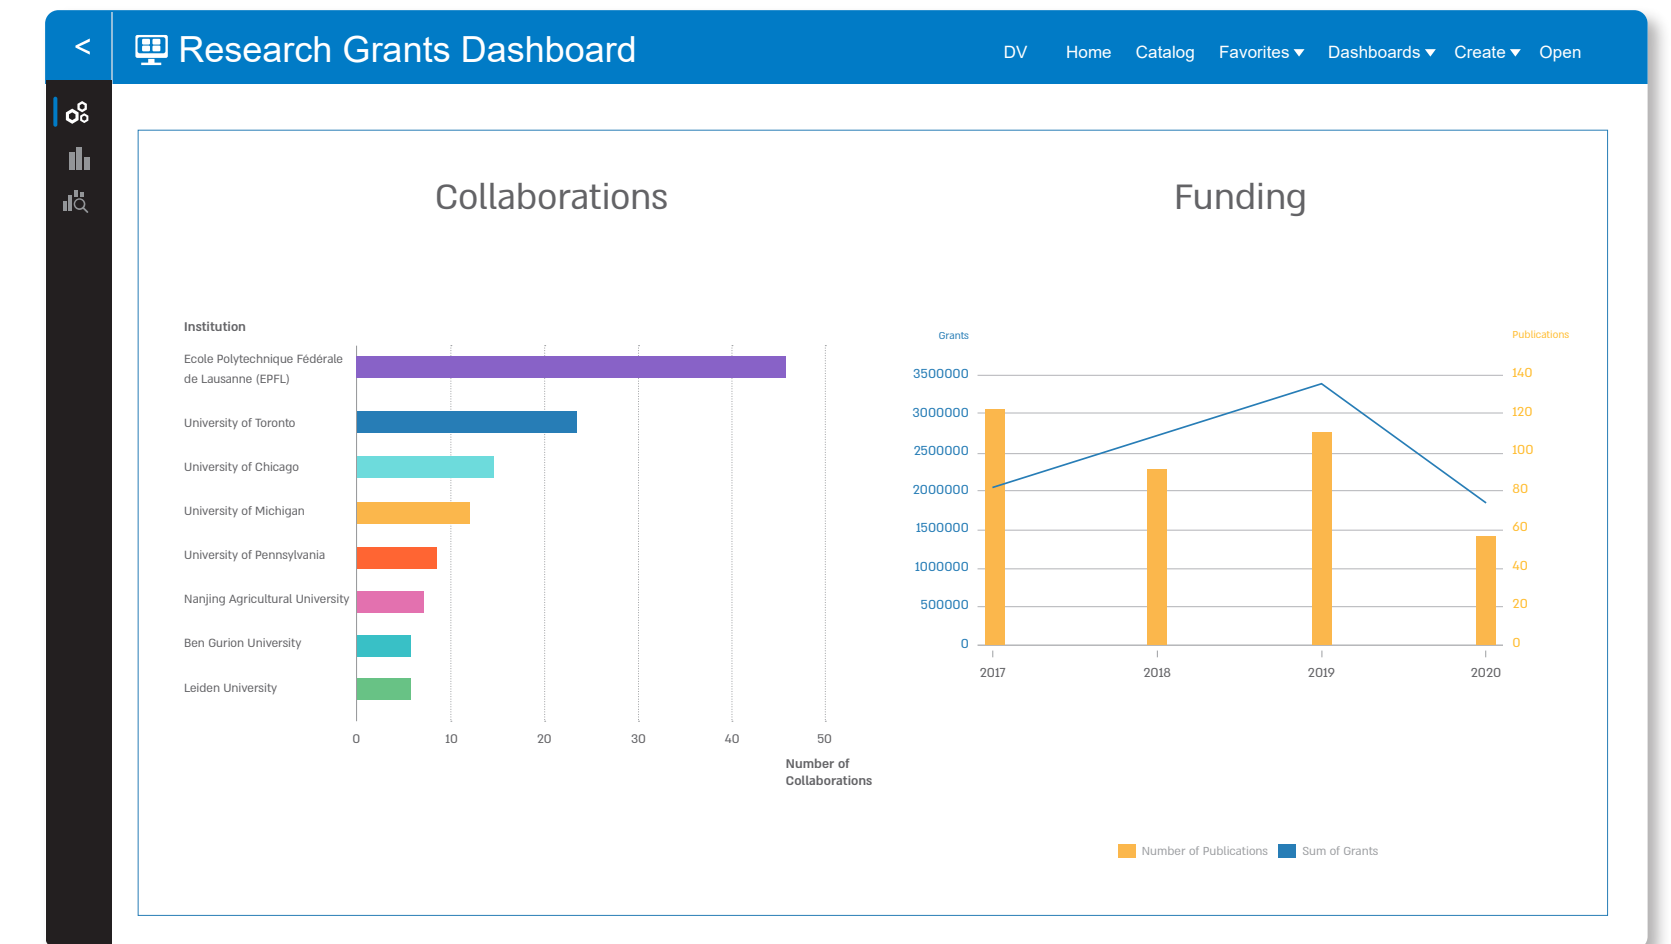 <
Research Grants Dashboard
DV Home Catalog Favorites Dashboards Create Open
Collaborations
Institution
Ecole Polytechnique Fédérale
de Lausanne (EPFL)
University of Toronto
University of Chicago
University of Michigan
University of Pennsylvania
Nanjing Agricultural University
Ben Gurion University
Leiden University
0 10 20 30 40 50
Number of
Collaborations
Funding
Grants
Publications
3500000 140
3000000 120
2500000 100
2000000 80
1500000 60
1000000 40
500000 20
0 0
2017 2018 2019 2020
Number of Publications Sum of Grants